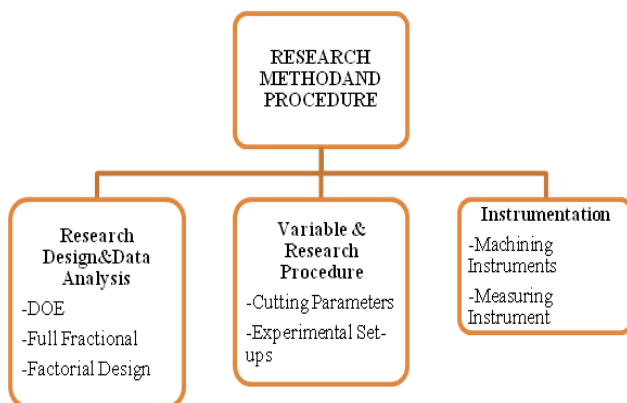 RESEARCH
METHODAND
PROCEDURE
Research
Design&Data
Analysis
-DOE
-Full Fractional
-Factorial Design
Variable &
Research
Procedure
-Cutting Parameters
-Experimental Set-
ups
Instrumentation
-Machining
Instruments
-Measuring
Instrument